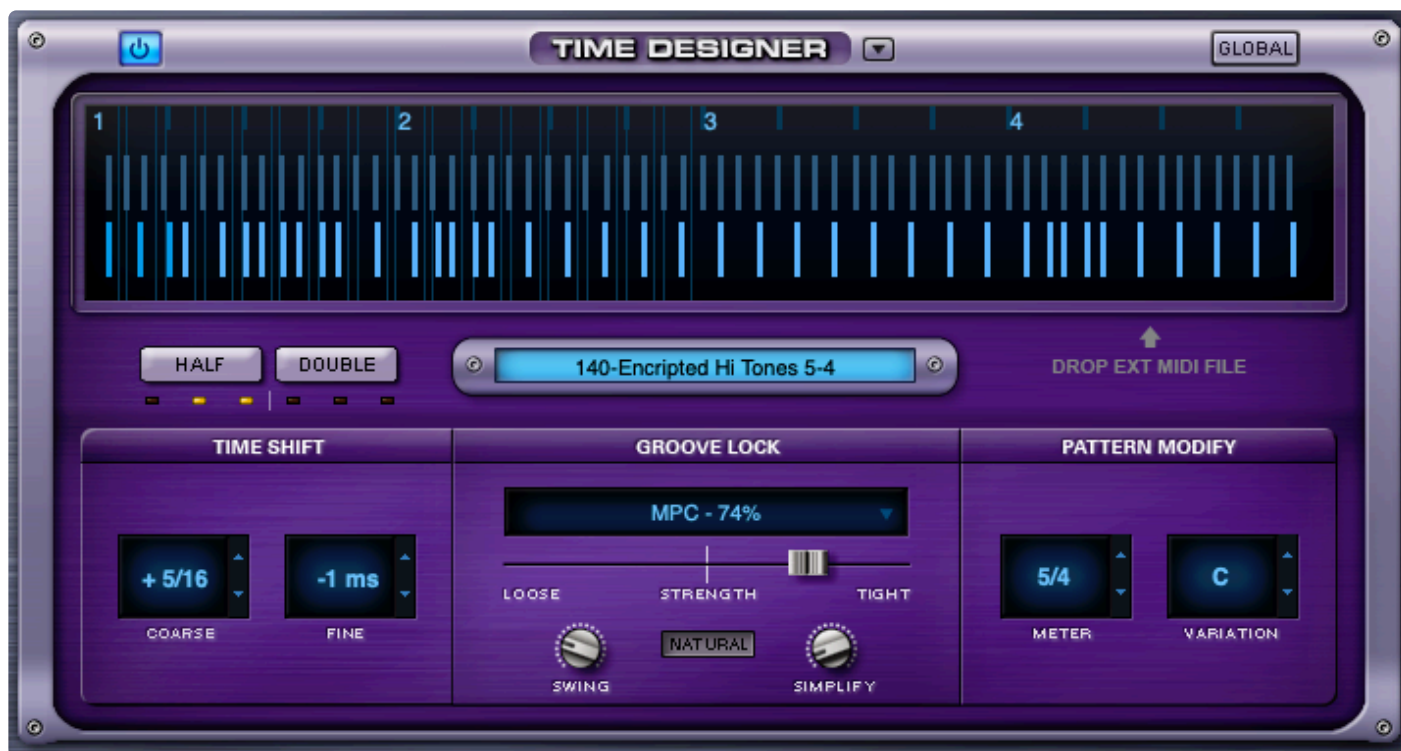 TIME DESIGNER
GLOBAL
1 2 3 4
HALF DOUBLE
140-Encripted Hi Tones 5-4
DROP EXT MIDI FILE
TIME SHIFT
GROOVE LOCK
PATTERN MODIFY
MPC - 74%
+ 5/16
-1 ms
5/4
C
LOOSE STRENGTH TIGHT
COARSE
FINE
METER
VARIATION
NATURAL
SWING
SIMPLIFY